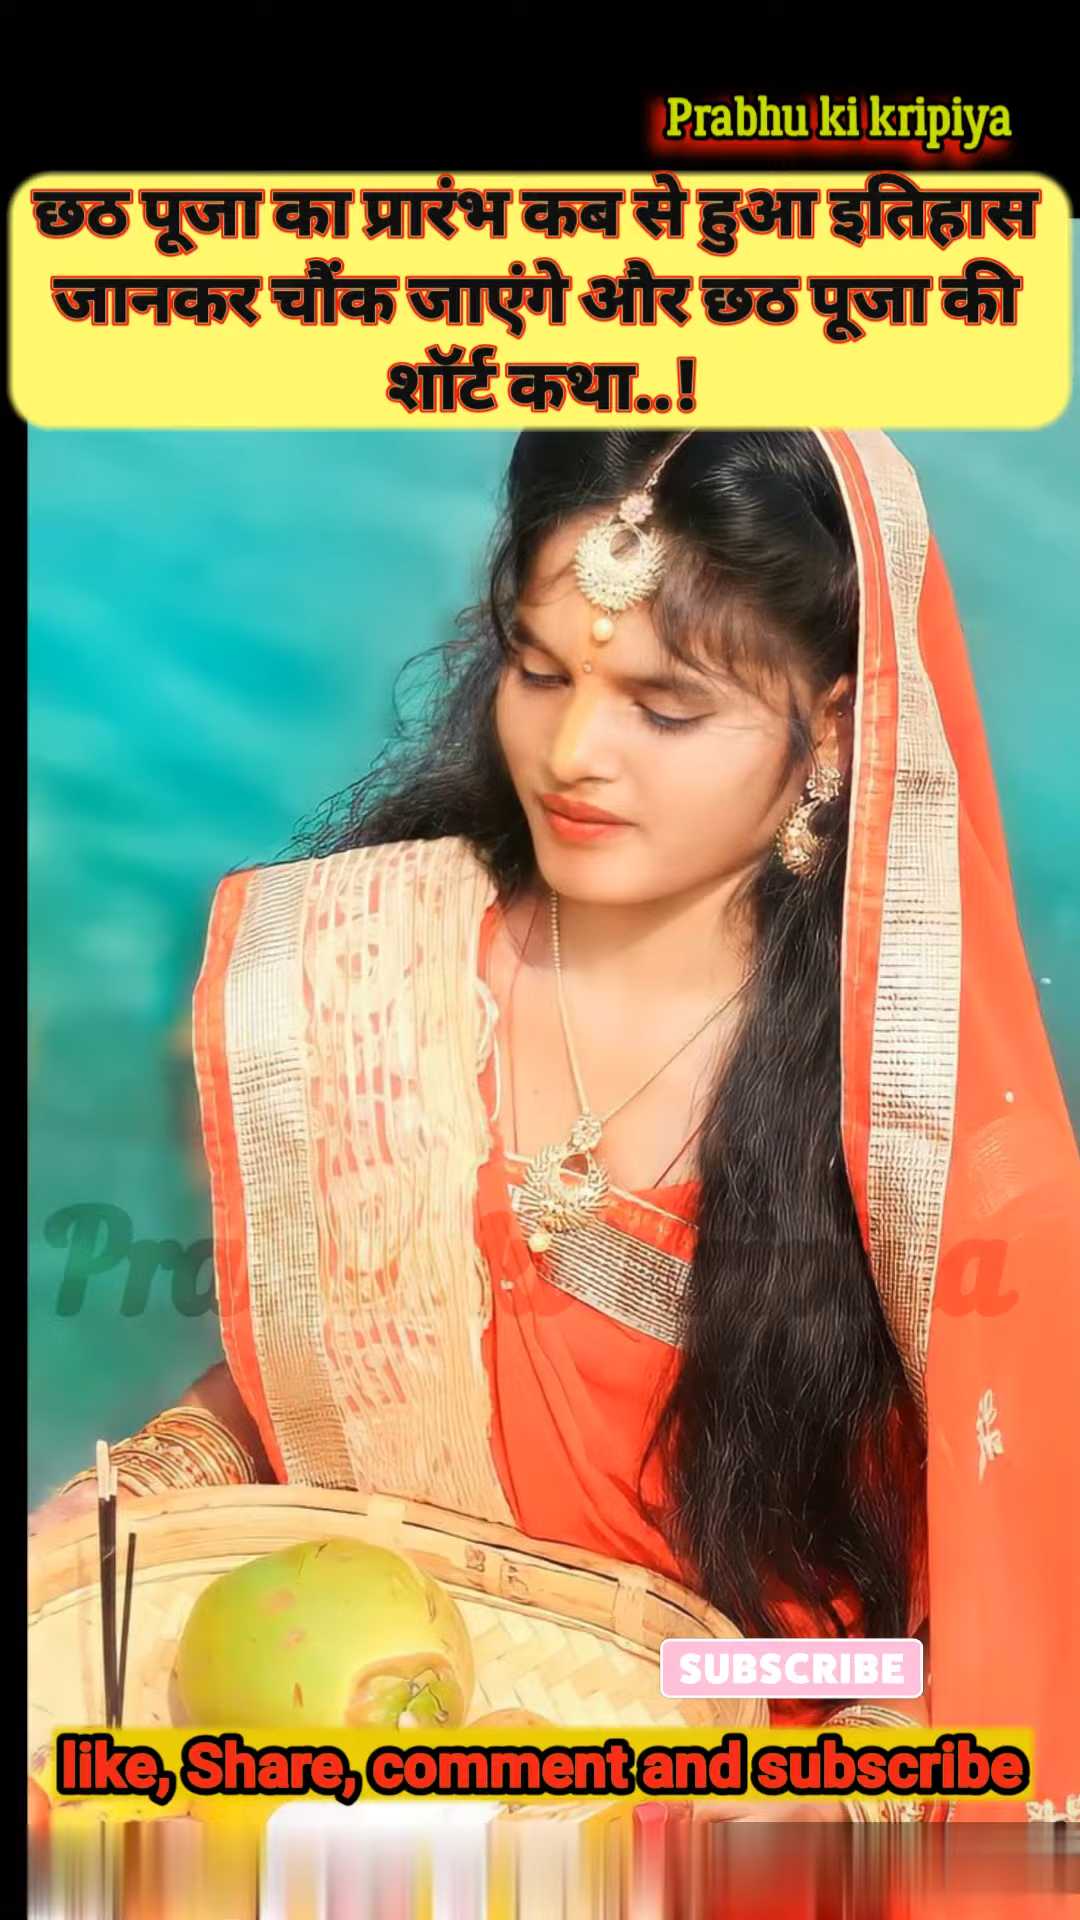 Prabhu ki kripiya
छठ पूजा का प्रारंभ कब से हुआ इतिहास
जानकर चौंक जाएंगे और छठ पूजा की
शॉर्ट कथा..!
SUBSCRIBE
like, Share, comment and subscribe